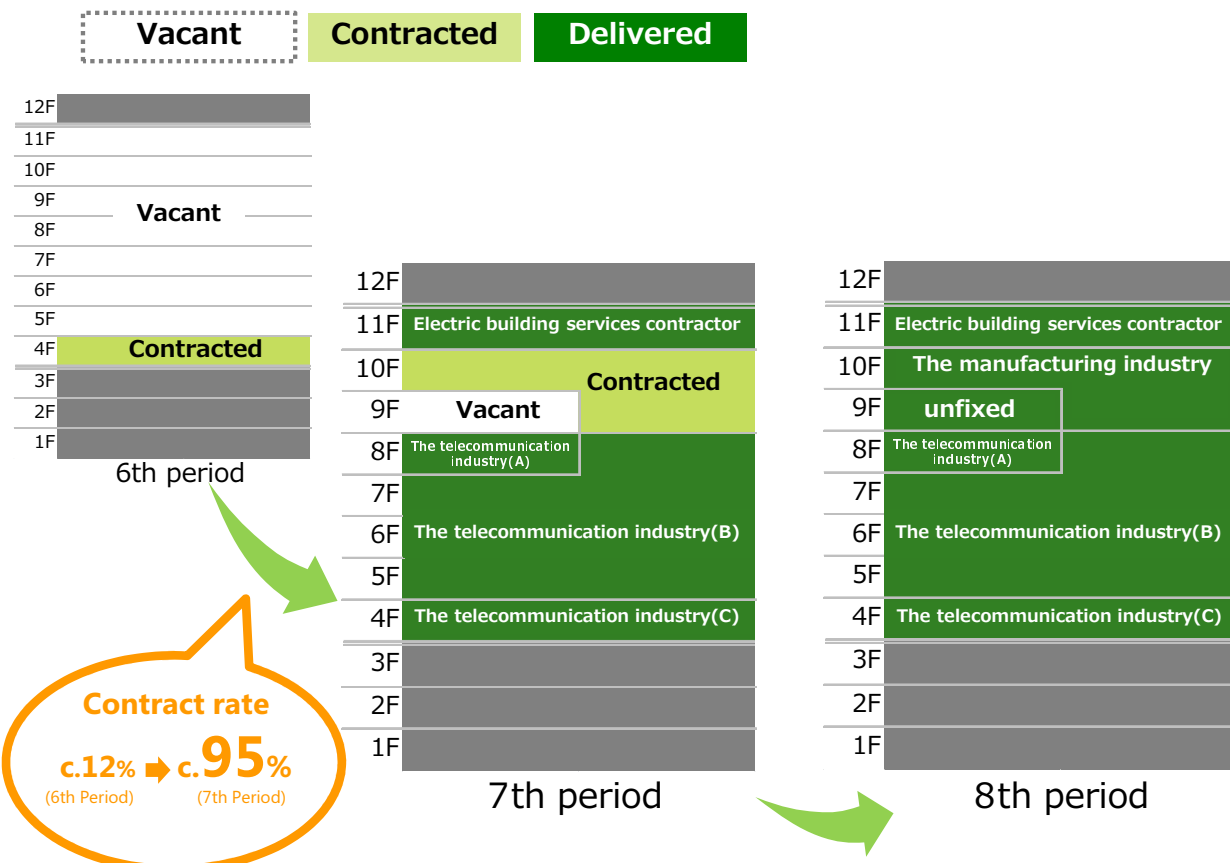 Vacant Contracted Delivered
12F
11F
10F
9F
Vacant
8F
7F
6F
5F
4F Contracted
3F
2F
1F
6th period
12F
11F Electric building services contractor
10F
Contracted
9F Vacant
8F The telecommunication
industry(A)
7F
6F The telecommunication industry(B)
5F
4F The telecommunication industry(C)
3F
2F
1F
7th period
12F
11F Electric building services contractor
10F The manufacturing industry
9F unfixed
8F The telecommunication
industry(A)
7F
6F The telecommunication industry(B)
5F
4F The telecommunication industry(C)
3F
2F
1F
8th period
Contract rate
c.12% c.95%
(6th Period) (7th Period)